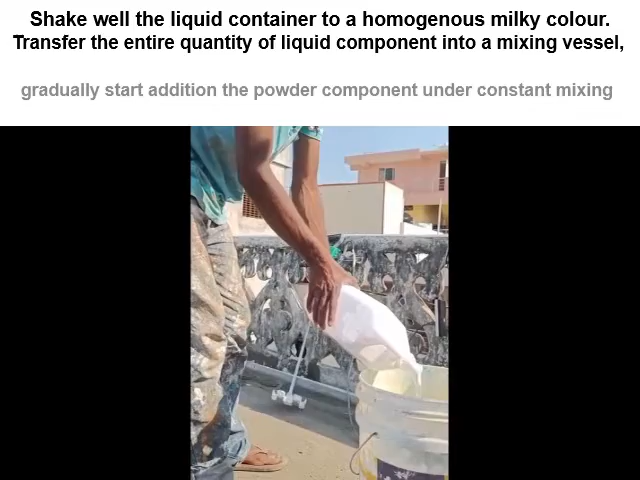 Shake well the liquid container to a homogenous milky colour.
Transfer the entire quantity of liquid component into a mixing vessel,
gradually start addition the powder component under constant mixing